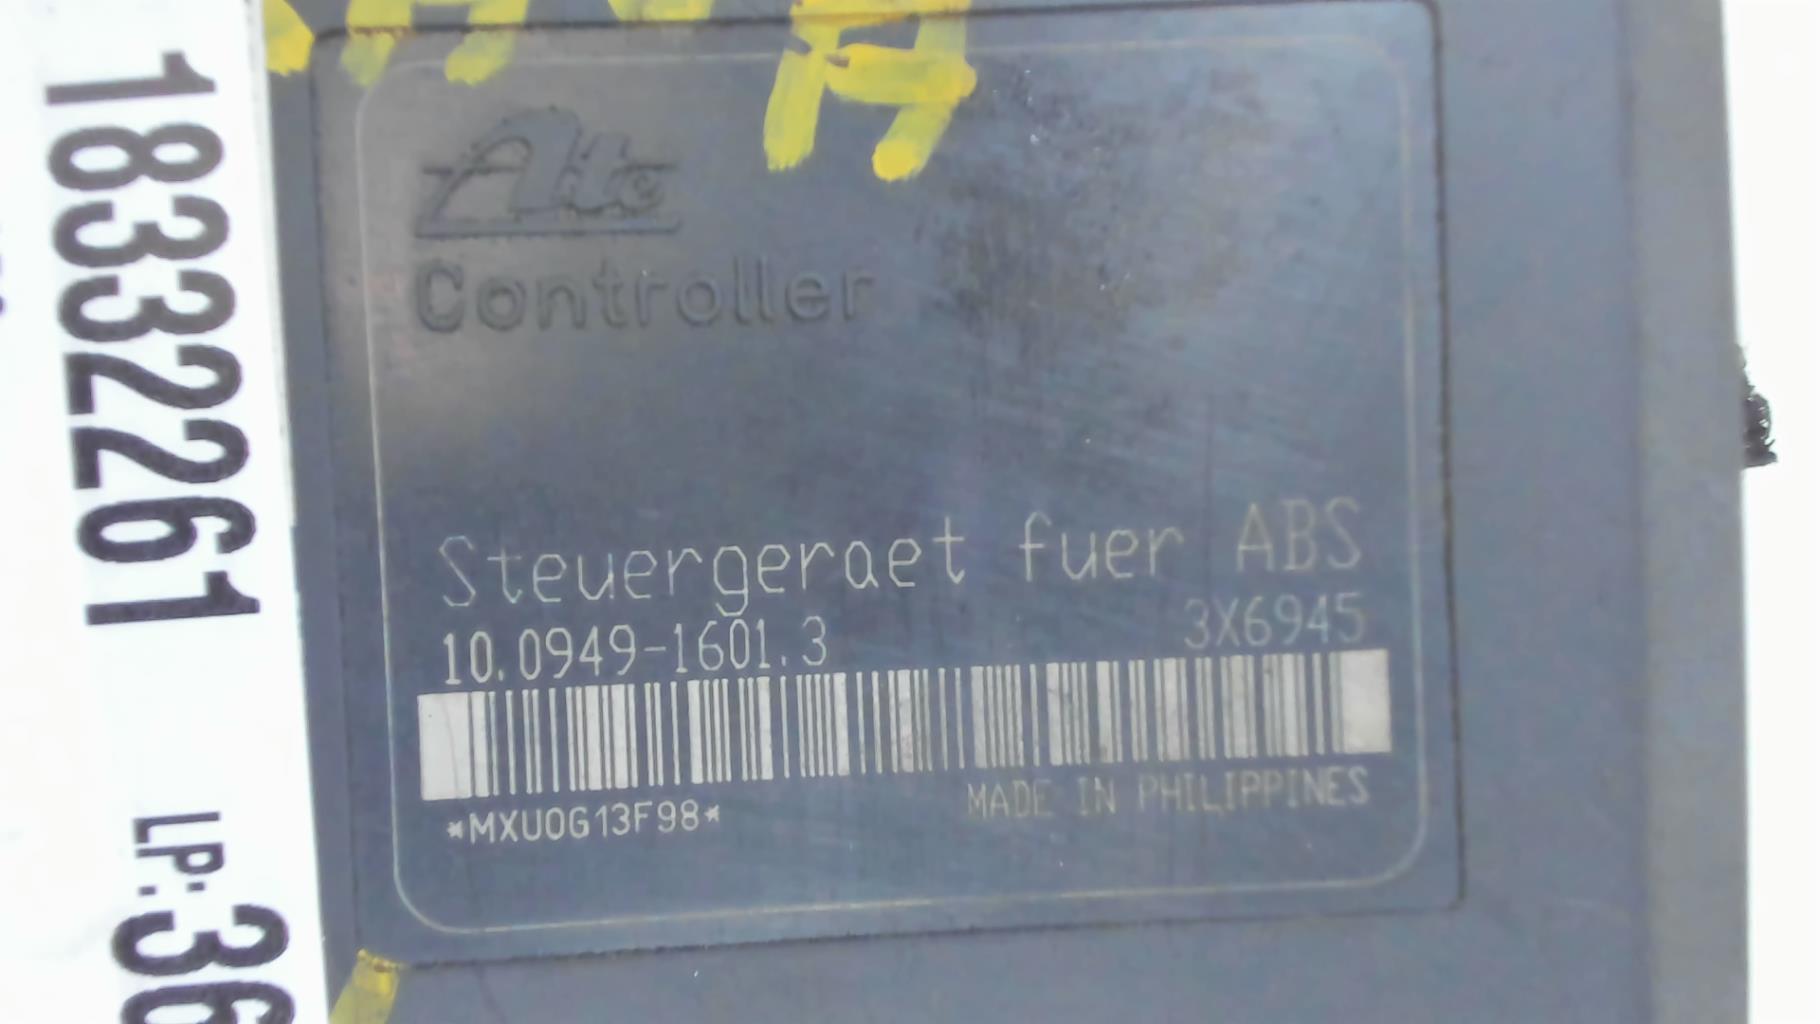 18332261
LP:36
Ate
Controller
Steuergeraet fuer ABS
10.0949-1601.3
3X6945
*MXU0G13F98*
MADE IN PHILIPPINES